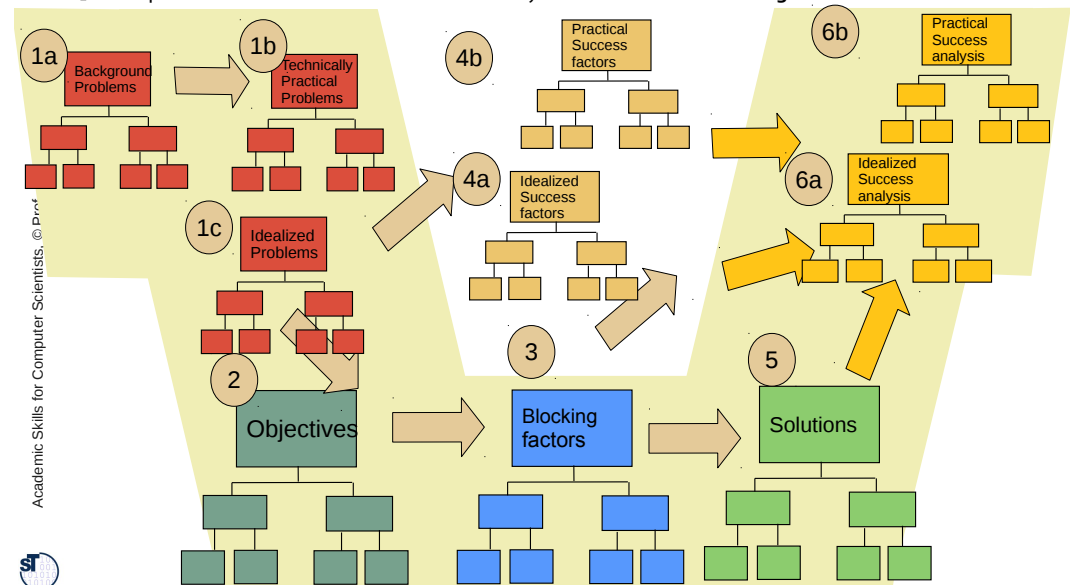 1a
Background
Problems
1b
Technically
Practical
Problems
4b
Practical
Success
factors
6b
Practical
Success
analysis
1c
Idealized
Problems
4a
Idealized
Success
factors
6a
Idealized
Success
analysis
2
Objectives
3
Blocking
factors
5
Solutions
Academic Skills for Computer Scientists, ©
ST